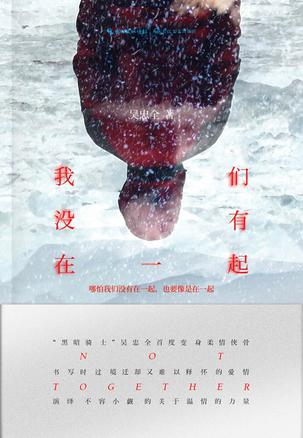 吴忠全 著
我们
没有
在一起
哪怕我们没有在一起，也要像是在一起
“黑暗骑士”吴忠全首度变身柔情侠骨
NOT
书写时过境迁却又难以释怀的爱情
TOGETHER
演绎不容小觑的关于温情的力量